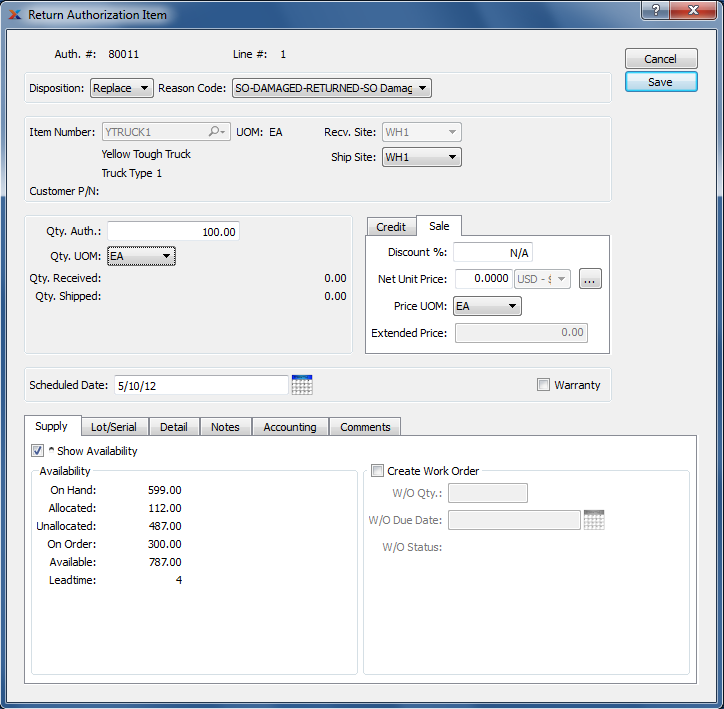 Return Authorization Item
?
Auth. #: 80011 Line #: 1
Cancel
Save
Disposition: Replace Reason Code: SO-DAMAGED-RETURNED-SO Damag
Item Number: YTRUCK1 UOM: EA Recv. Site: WH1
Yellow Tough Truck Ship Site: WH1
Truck Type 1
Customer P/N:
Qty. Auth.: 100.00
Qty. UOM: EA
Qty. Received: 0.00
Qty. Shipped: 0.00
Credit Sale
Discount %: N/A
Net Unit Price: 0.0000 USD - $ ...
Price UOM: EA
Extended Price: 0.00
Scheduled Date: 5/10/12 Warranty
Supply Lot/Serial Detail Notes Accounting Comments
^ Show Availability
Availability
On Hand: 599.00
Allocated: 112.00
Unallocated: 487.00
On Order: 300.00
Available: 787.00
Leadtime: 4
Create Work Order
W/O Qty.:
W/O Due Date:
W/O Status: